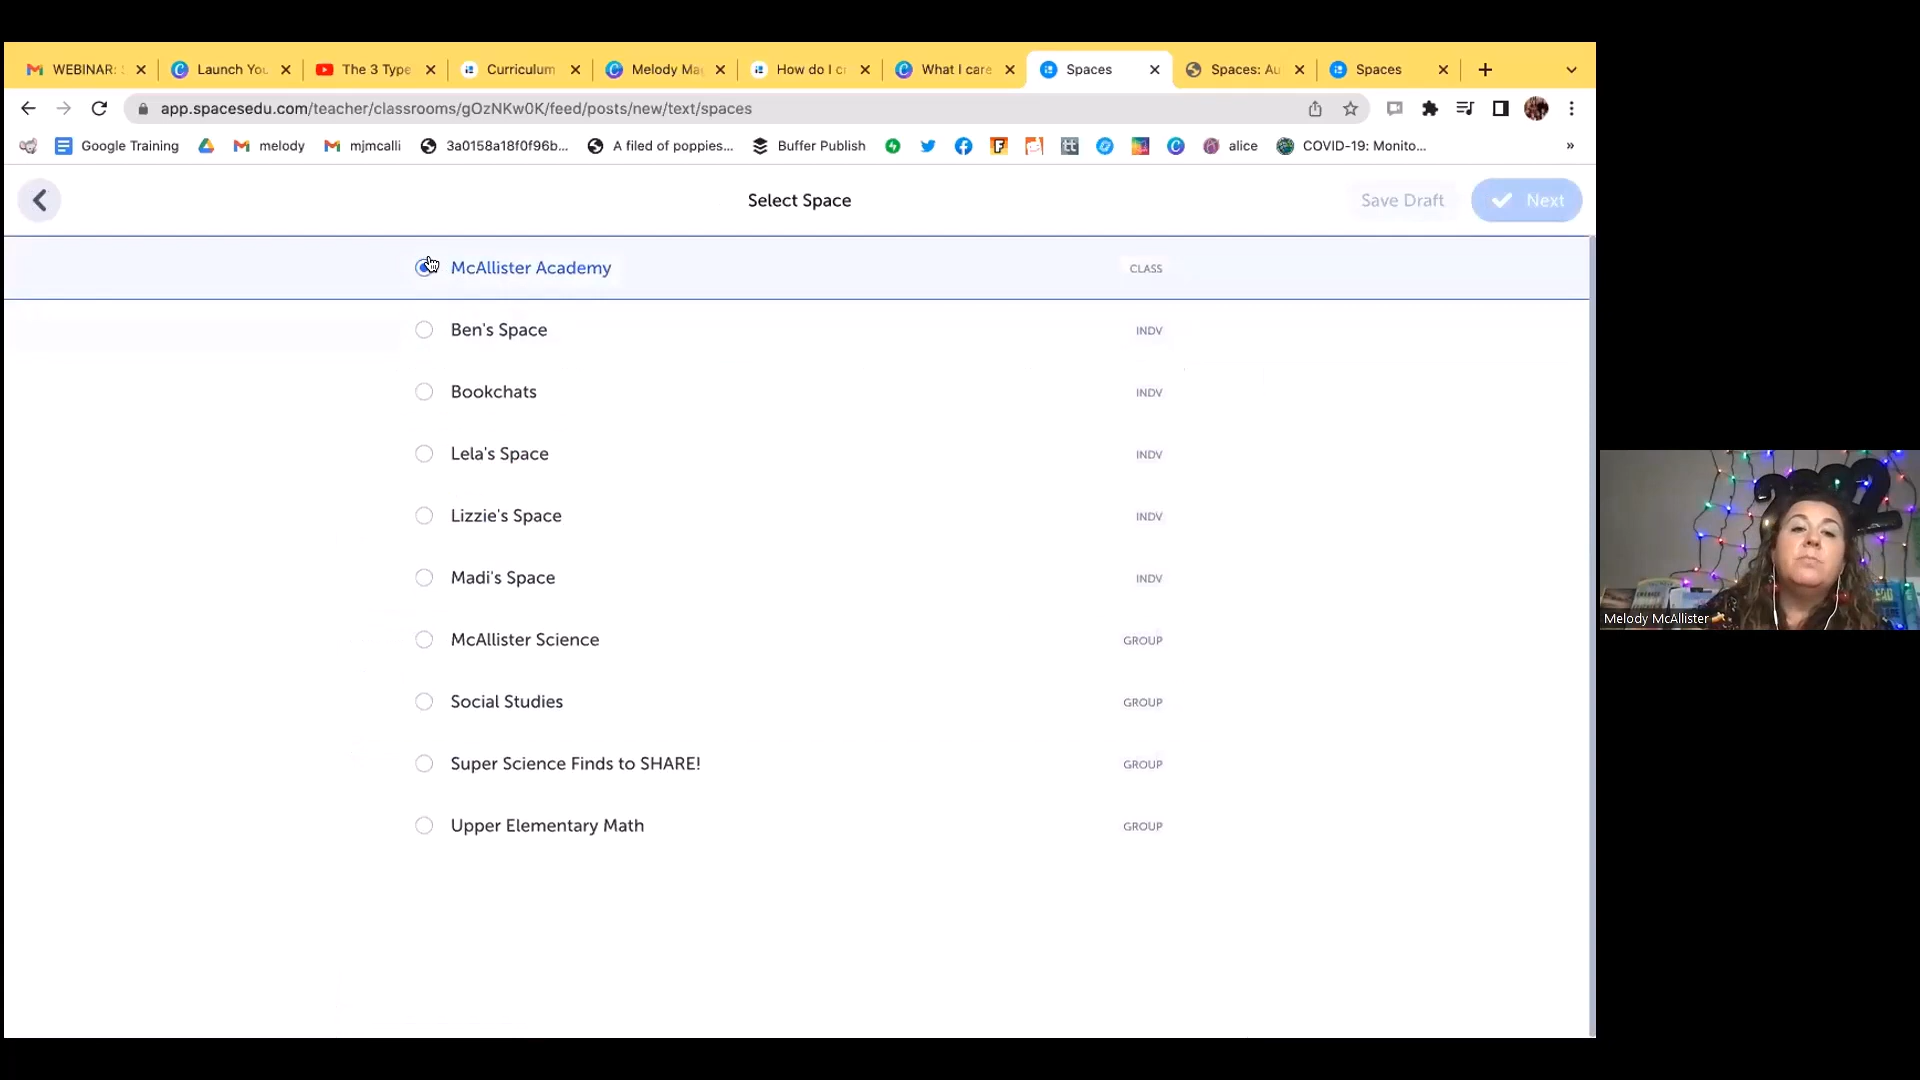 WEBINAR: S
Launch You
The 3 Type
Curriculum
Melody Ma
How do I c
What I care
Spaces
Spaces: Au
Spaces
app.spacesedu.com/teacher/classrooms/gOzNKw0K/feed/posts/new/text/spaces
Google Training
melody
mjmcalli
3a0158a18f0f96b...
A filed of poppies...
Buffer Publish
alice
COVID-19: Monito...
»
Select Space
Save Draft
Next
McAllister Academy CLASS
Ben's Space INDV
Bookchats INDV
Lela's Space INDV
Lizzie's Space INDV
Madi's Space INDV
McAllister Science GROUP
Social Studies GROUP
Super Science Finds to SHARE! GROUP
Upper Elementary Math GROUP
Melody McAllister